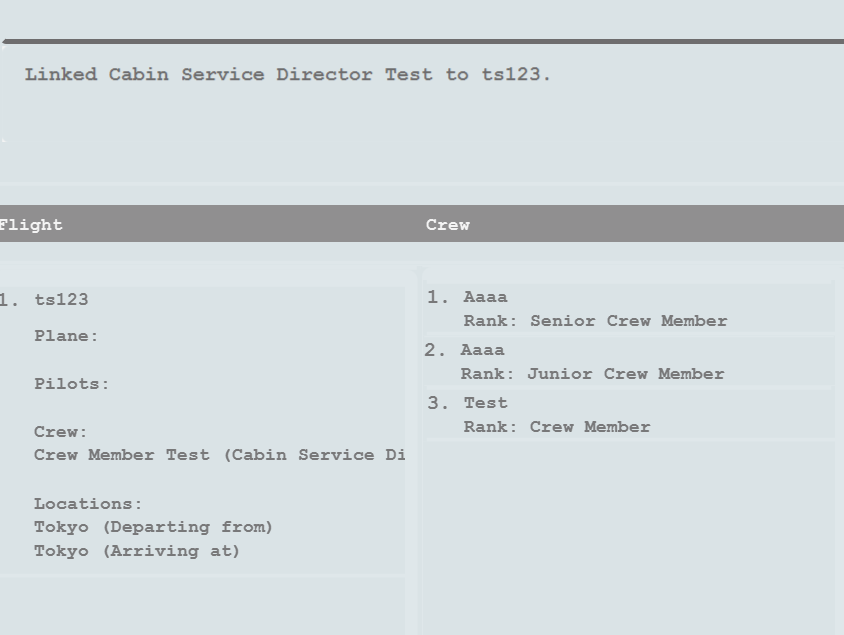 Linked Cabin Service Director Test to ts123.
Flight
Crew
1. ts123
Plane:
Pilots:
Crew:
Crew Member Test (Cabin Service Di
Locations:
Tokyo (Departing from)
Tokyo (Arriving at)
1. Aaaa
Rank: Senior Crew Member
2. Aaaa
Rank: Junior Crew Member
3. Test
Rank: Crew Member